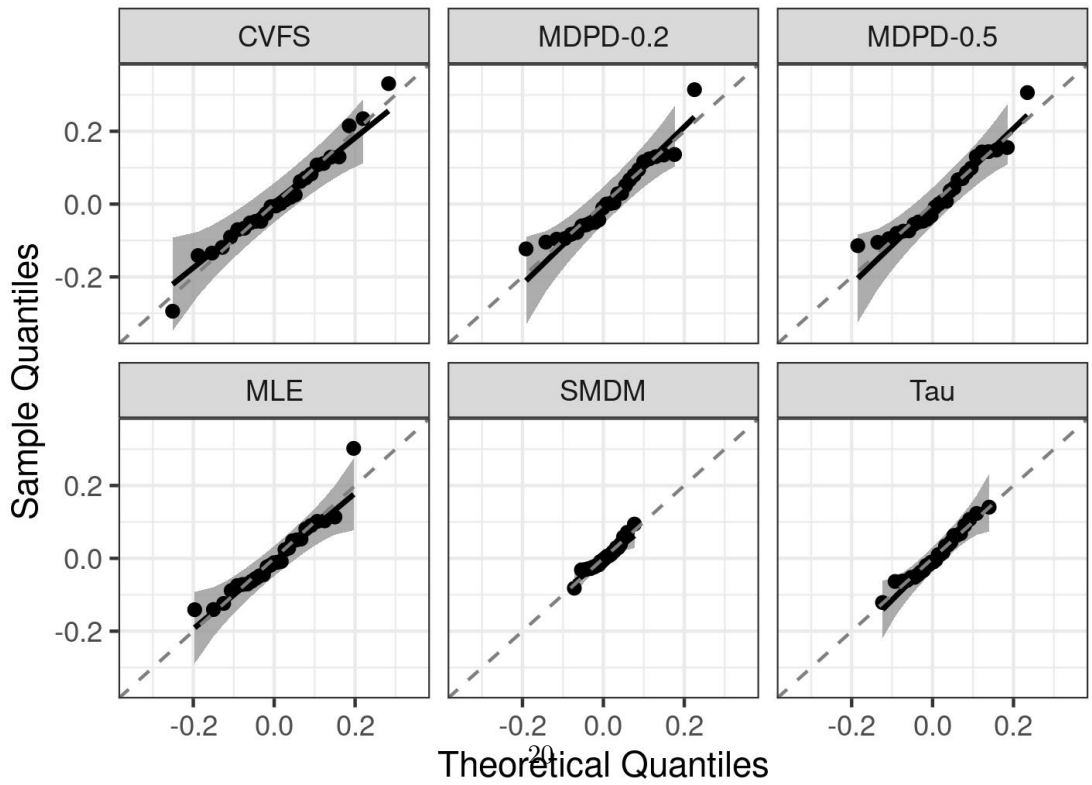 CVFS MDPD-0.2 MDPD-0.5
0.2
0.0
-0.2
MLE SMDM Tau
0.2
0.0
-0.2
-0.2 0.0 0.2 -0.2 0.0 0.2 -0.2 0.0 0.2
Sample Quantiles
20
Theoretical Quantiles